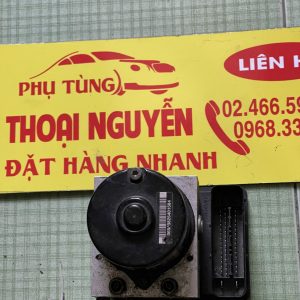 PHỤ TÙNG
LIÊN H
THOẠI NGUYỄN
02.466.59
0968.33
ĐẶT HÀNG NHANH